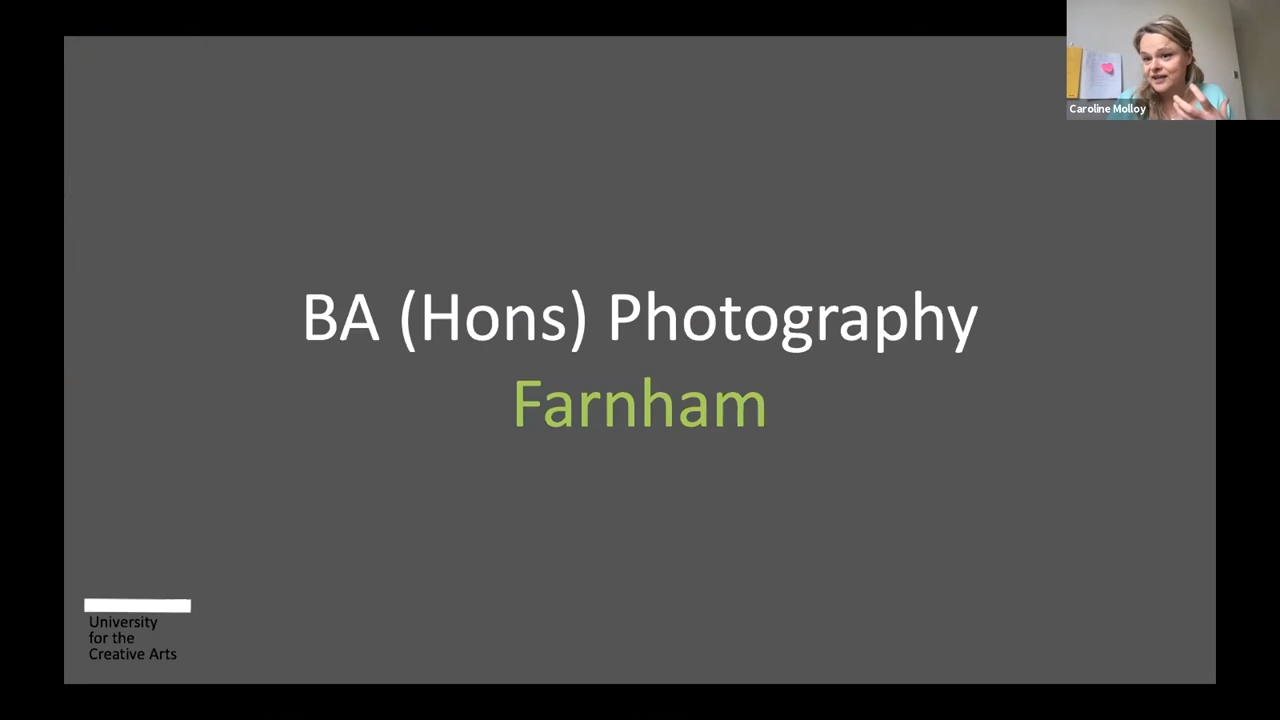 Caroline Molloy
BA (Hons) Photography
Farnham
University
for the
Creative Arts